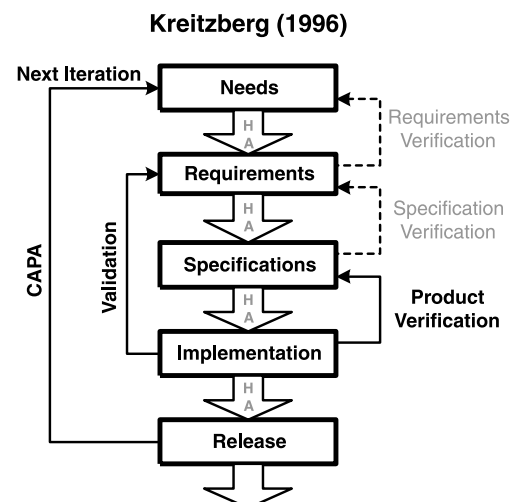 Kreitzberg (1996)
Next Iteration
Needs
H
A
Requirements
Verification
Requirements
H
A
Specification
Verification
CAPA
Validation
Specifications
H
A
Product
Verification
Implementation
H
A
Release